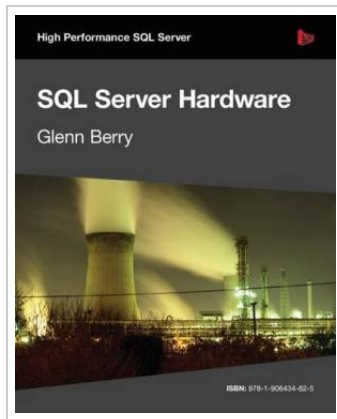 High Performance SQL Server
SQL Server Hardware
Glenn Berry
ISBN: 978-1-906434-62-5